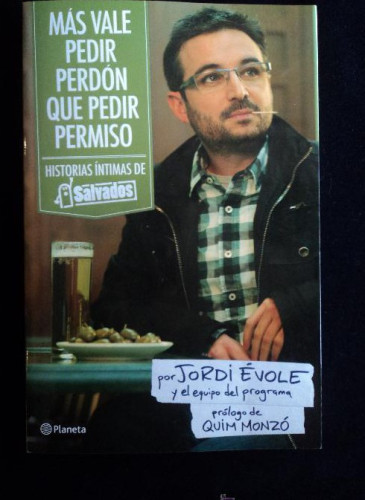 MÁS VALE
PEDIR
PERDÓN
QUE PEDIR
PERMISO
HISTORIAS ÍNTIMAS DE
Salvados
por JORDI ÉVOLE
y el equipo del programa
prólogo de
QUIM MONZÓ
Planeta